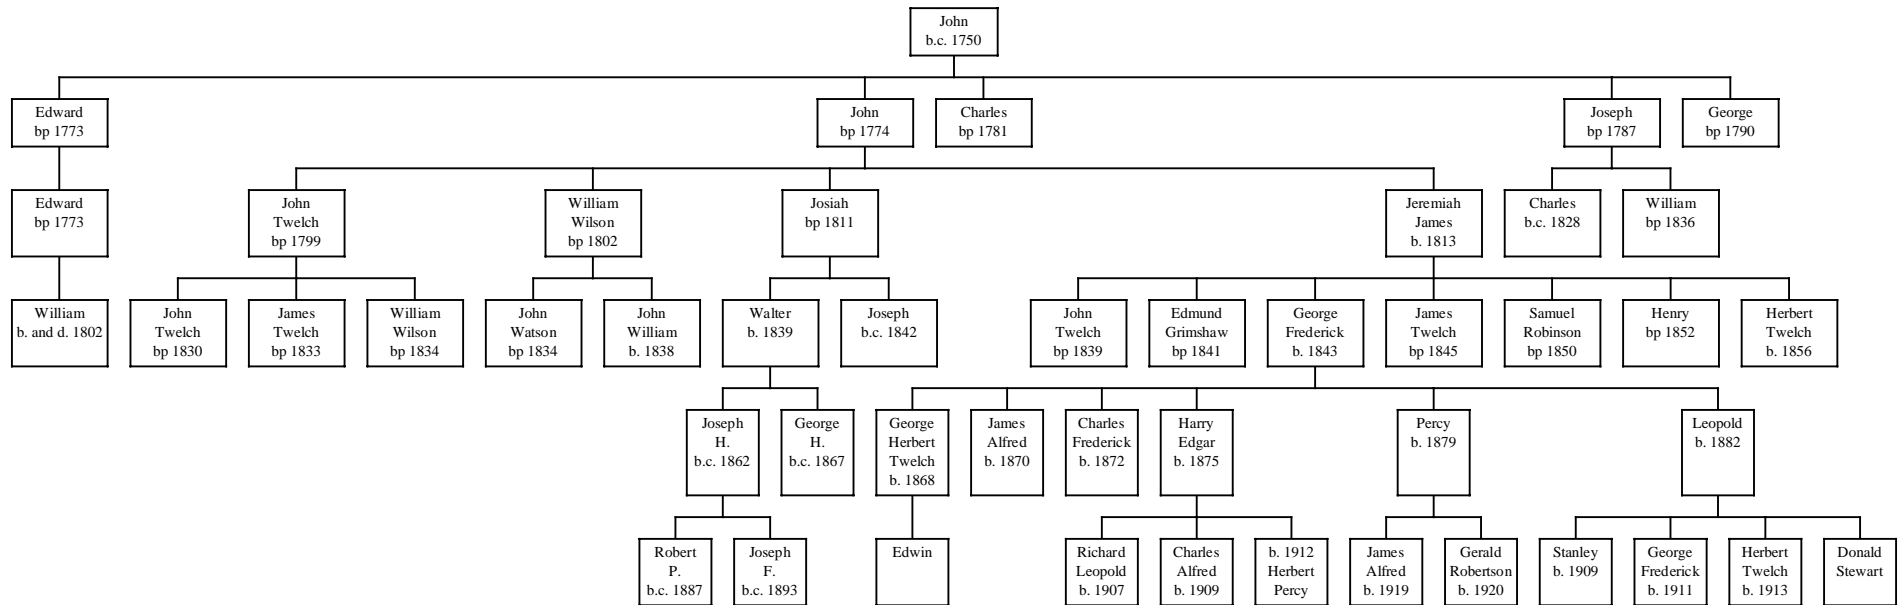 John
b.c. 1750
Edward
bp 1773
John
bp 1774
Charles
bp 1781
Joseph
bp 1787
George
bp 1790
Edward
bp 1773
John
Twelch
bp 1799
William
Wilson
bp 1802
Josiah
bp 1811
Jeremiah
James
b. 1813
Charles
b.c. 1828
William
bp 1836
William
b. and d. 1802
John
Twelch
bp 1830
James
Twelch
bp 1833
William
Wilson
bp 1834
John
Watson
bp 1834
John
William
b. 1838
Walter
b. 1839
Joseph
b.c. 1842
John
Twelch
bp 1839
Edmund
Grimshaw
bp 1841
George
Frederick
b. 1843
James
Twelch
bp 1845
Samuel
Robinson
bp 1850
Henry
bp 1852
Herbert
Twelch
b. 1856
Joseph
H.
b.c. 1862
George
H.
b.c. 1867
George
Herbert
Twelch
b. 1868
James
Alfred
b. 1870
Charles
Frederick
b. 1872
Harry
Edgar
b. 1875
Percy
b. 1879
Leopold
b. 1882
Robert
P.
b.c. 1887
Joseph
F.
b.c. 1893
Edwin
Richard
Leopold
b. 1907
Charles
Alfred
b. 1909
b. 1912
Herbert
Percy
James
Alfred
b. 1919
Gerald
Robertson
b. 1920
Stanley
b. 1909
George
Frederick
b. 1911
Herbert
Twelch
b. 1913
Donald
Stewart